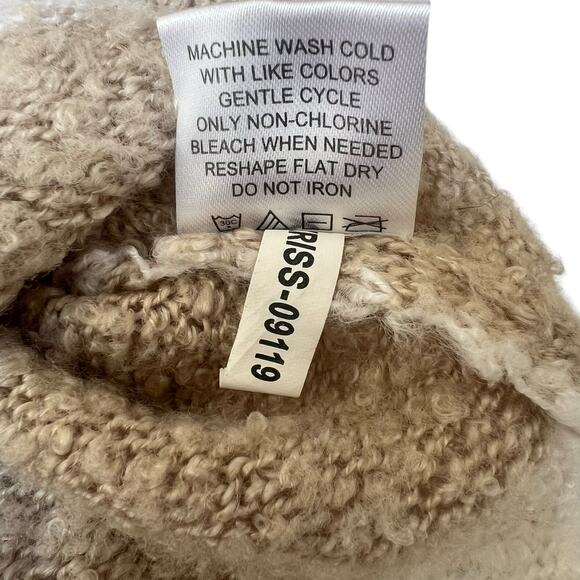 MACHINE WASH COLD
WITH LIKE COLORS
GENTLE CYCLE
ONLY NON-CHLORINE
BLEACH WHEN NEEDED
RESHAPE FLAT DRY
DO NOT IRON
30C
RISS-09119